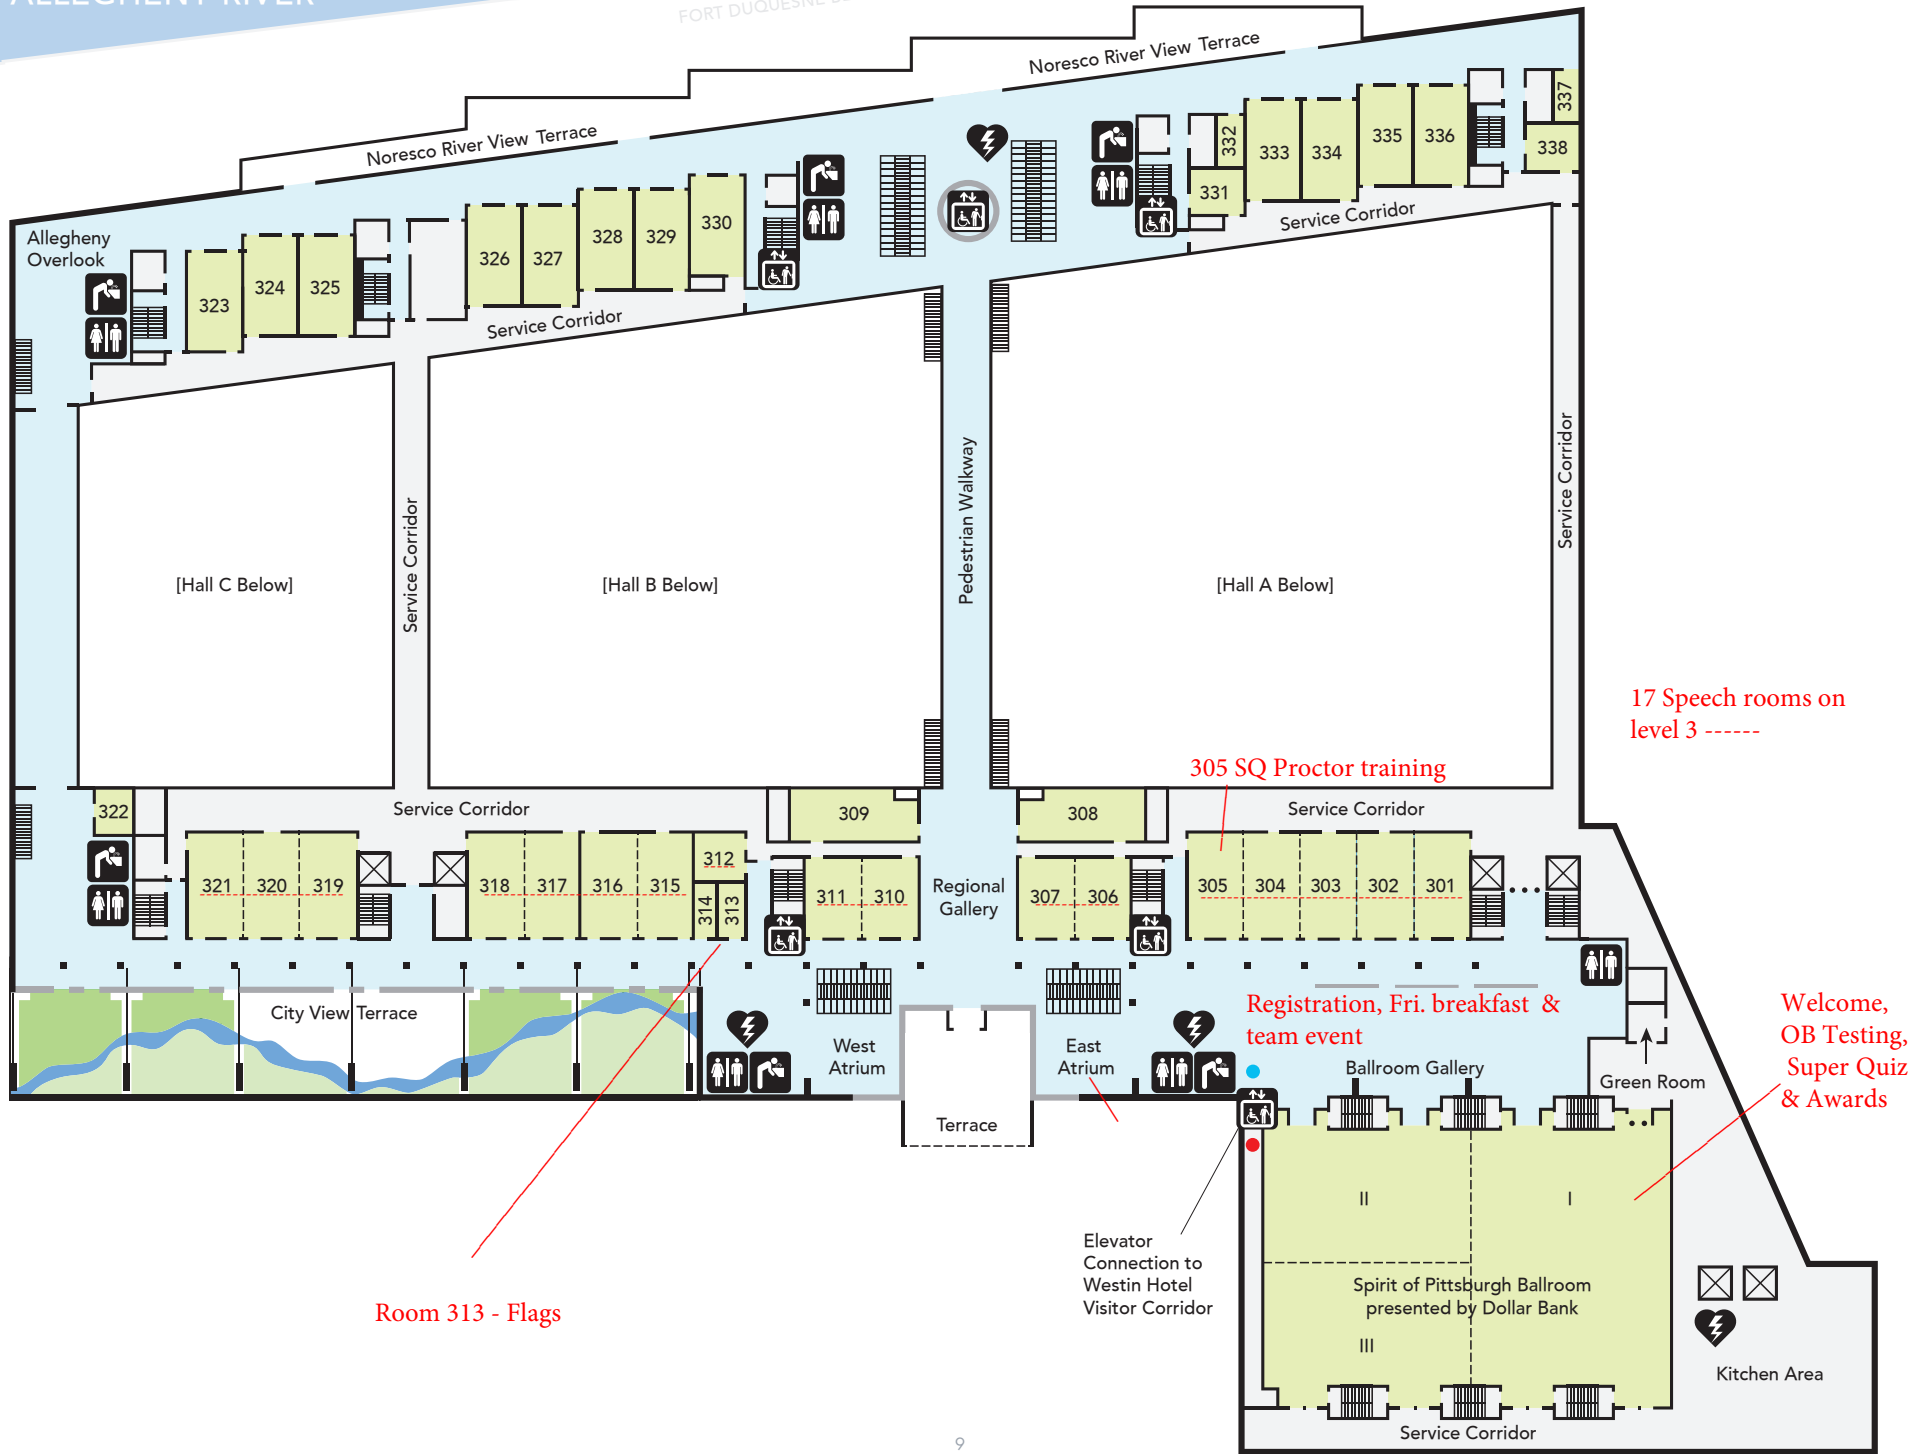 ALLEGHENY RIVER
FORT DUQUESNE
Noresco River View Terrace
Noresco River View Terrace
337
338
336
335
334
333
332
331
Service Corridor
330
329
328
327
326
Service Corridor
325
324
323
Allegheny
Overlook
[Hall C Below]
Service Corridor
[Hall B Below]
Pedestrian Walkway
[Hall A Below]
Service Corridor
17 Speech rooms on
level 3 ------
305 SQ Proctor training
322
Service Corridor
309
308
Service Corridor
321
320
319
318
317
316
315
312
314
313
311
310
Regional
Gallery
307
306
305
304
303
302
301
City View Terrace
West
Atrium
East
Atrium
Registration, Fri. breakfast &
team event
Ballroom Gallery
Green Room
Welcome,
OB Testing,
Super Quiz
& Awards
Terrace
II
I
Elevator
Connection to
Westin Hotel
Visitor Corridor
Spirit of Pittsburgh Ballroom
presented by Dollar Bank
III
Room 313 - Flags
Kitchen Area
Service Corridor
9